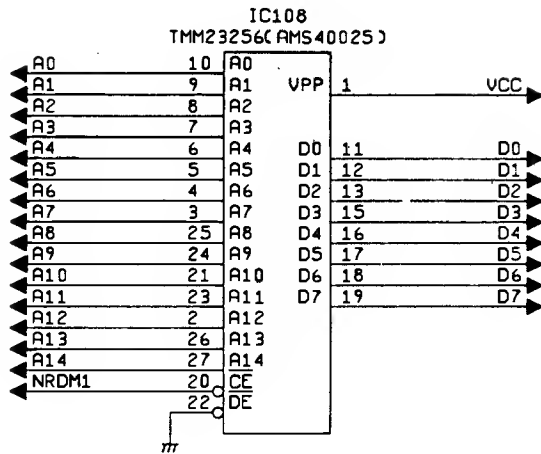 IC108
TMM23256(AMS40025)
A0 10 A0
A1 9 A1 VPP 1 VCC
A2 8 A2
A3 7 A3
A4 6 A4 D0 11 D0
A5 5 A5 D1 12 D1
A6 4 A6 D2 13 D2
A7 3 A7 D3 15 D3
A8 25 A8 D4 16 D4
A9 24 A9 D5 17 D5
A10 21 A10 D6 18 D6
A11 23 A11 D7 19 D7
A12 2 A12
A13 26 A13
A14 27 A14
NRDM1 20 CE
22 OE